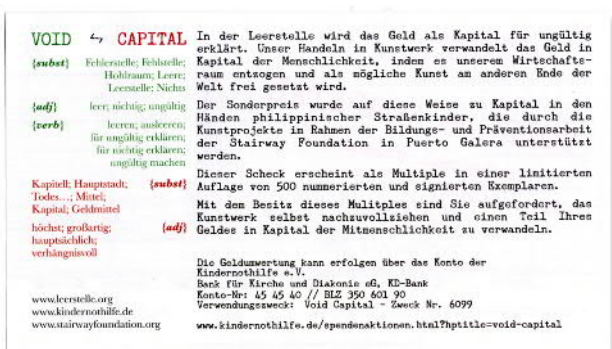 VOID ↪ CAPITAL
{subst} Fehlerstelle; Fehlstelle;
Hohlraum; Leere;
Leerstelle; Nichts
{adj} leer; nichtig; ungültig
{verb} leeren; ausleeren;
für ungültig erklären;
für nichtig erklären;
ungültig machen
Kapitell; Hauptstadt; {subst}
Todes...; Mittel;
Kapital; Geldmittel
höchst; großartig; {adj}
hauptsächlich;
verhängnisvoll
www.leerstelle.org
www.kindernothilfe.de
www.stairwayfoundation.org
In der Leerstelle wird das Geld als Kapital für ungültig
erklärt. Unser Handeln in Kunstwerk verwandelt das Geld in
Kapital der Menschlichkeit, indem es unserem Wirtschafts-
raum entzogen und als mögliche Kunst am anderen Ende der
Welt frei gesetzt wird.
Der Sonderpreis wurde auf diese Weise zu Kapital in den
Händen philippinischer Straßenkinder, die durch die
Kunstprojekte im Rahmen der Bildungs- und Präventionsarbeit
der Stairway Foundation in Puerto Galera unterstützt
werden.
Dieser Scheck erscheint als Multiple in einer limitierten
Auflage von 500 nummerierten und signierten Exemplaren.
Mit dem Besitz dieses Mulitples sind Sie aufgefordert, das
Kunstwerk selbst nachzuvollziehen und einen Teil Ihres
Geldes in Kapital der Mitmenschlichkeit zu verwandeln.
Die Geldumwertung kann erfolgen über das Konto der
Kindernothilfe e.V.
Bank für Kirche und Diakonie eG, KD-Bank
Konto-Nr: 45 45 40 // BLZ 350 601 90
Verwendungszweck: Void Capital - Zweck Nr. 6099
www.kindernothilfe.de/spendenaktionen.html?hptitle=void-capital